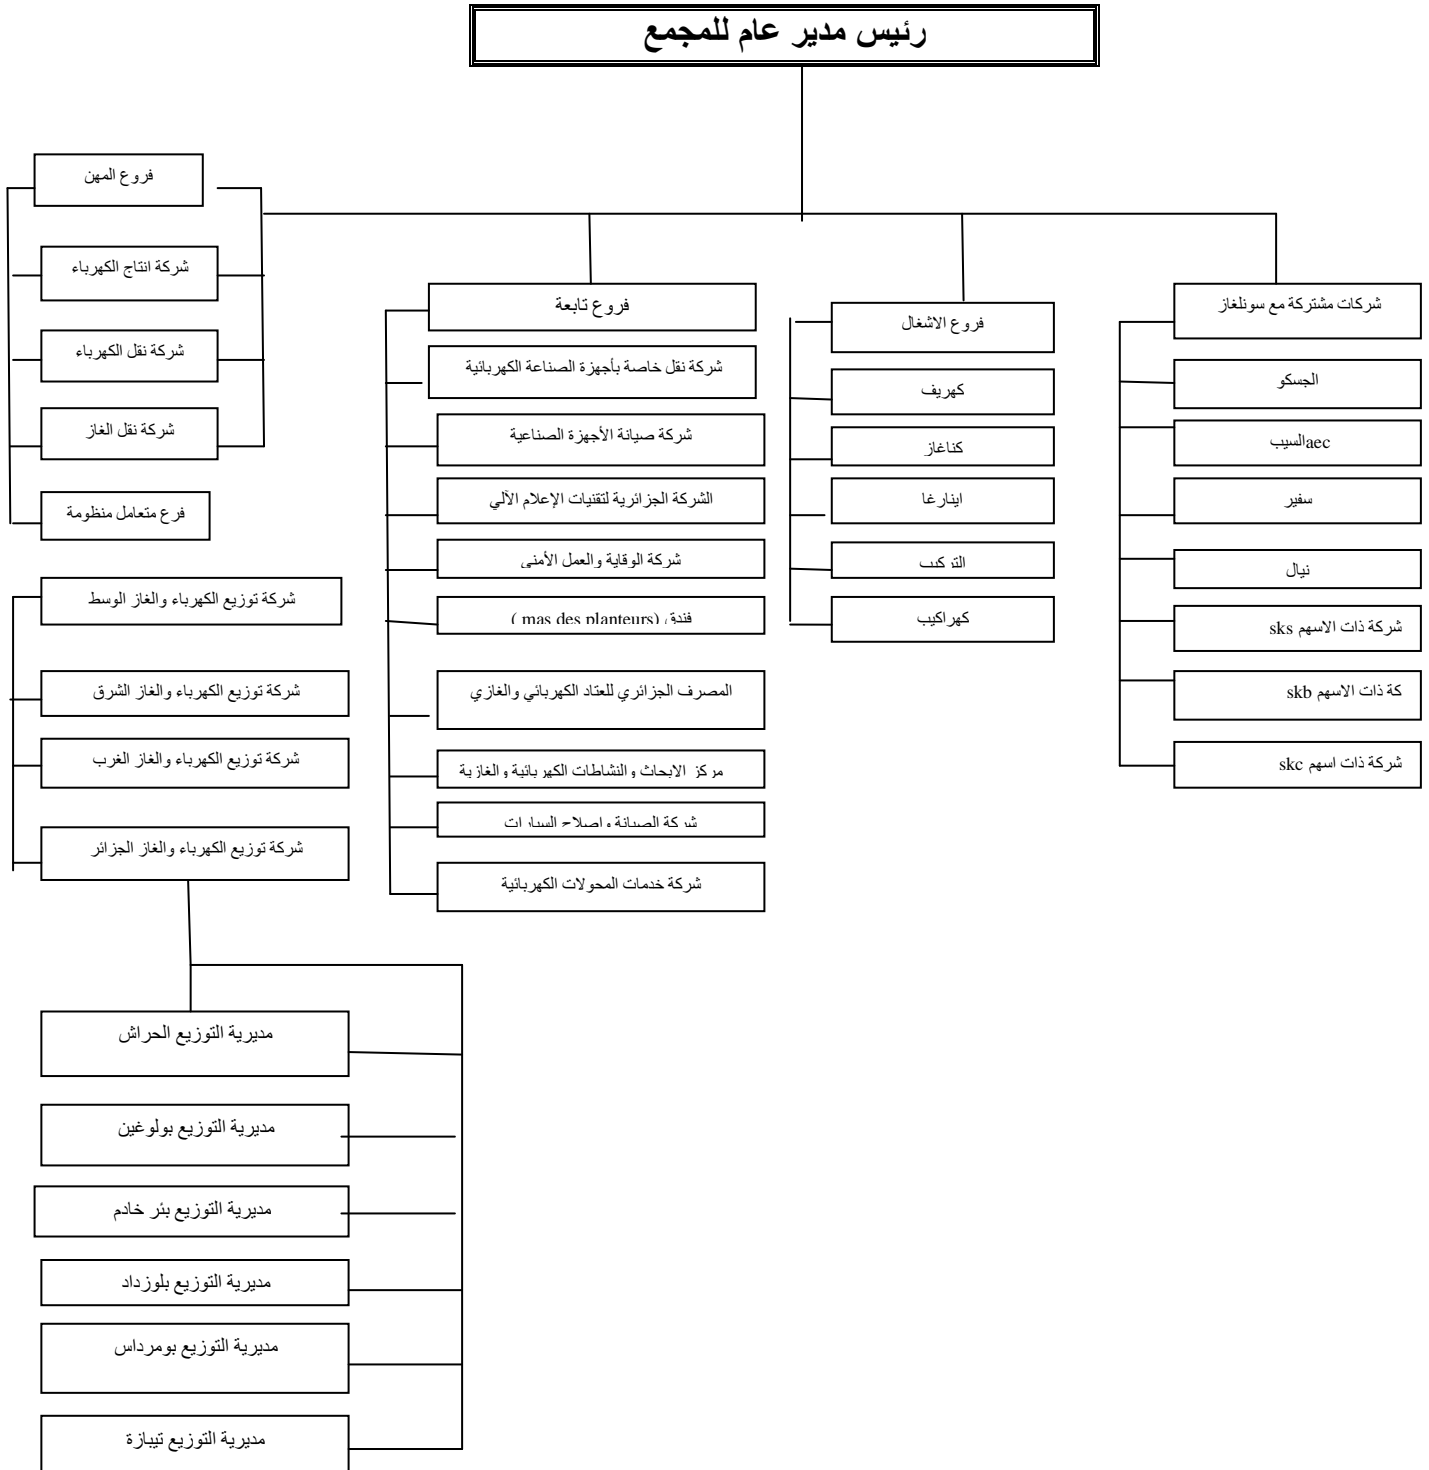 رئيس مدير عام للمجمع
شركات مشتركة مع سونلغاز
الجسكو
السيبaec
سفير
نيال
شركة ذات الاسهم sks
كة ذات الاسهم skb
شركة ذات اسهم skc
فروع الاشغال
كهريف
كناغاز
اينارغا
التركيب
كهراكيب
فروع تابعة
شركة نقل خاصة بأجهزة الصناعة الكهربائية
شركة صيانة الأجهزة الصناعية
الشركة الجزائرية لتقنيات الإعلام الآلي
شركة الوقاية والعمل الأمني
فندق (mas des planteurs )
المصرف الجزائري للعتاد الكهربائي والغازي
مركز الابحاث والنشاطات الكهربائية والغازية
شركة الصيانة واصلاح السيارات
شركة خدمات المحولات الكهربائية
فروع المهن
شركة انتاج الكهرباء
شركة نقل الكهرباء
شركة نقل الغاز
فرع متعامل منظومة
شركة توزيع الكهرباء والغاز الوسط
شركة توزيع الكهرباء والغاز الشرق
شركة توزيع الكهرباء والغاز الغرب
شركة توزيع الكهرباء والغاز الجزائر
مديرية التوزيع الحراش
مديرية التوزيع بولوغين
مديرية التوزيع بئر خادم
مديرية التوزيع بلوزداد
مديرية التوزيع بومرداس
مديرية التوزيع تيبازة